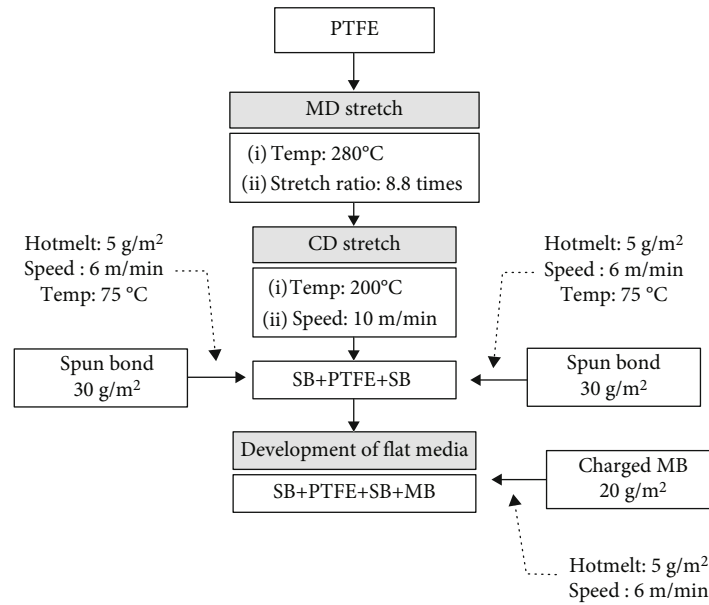 PTFE
MD stretch
(i) Temp: 280°C
(ii) Stretch ratio: 8.8 times
CD stretch
(i) Temp: 200°C
(ii) Speed: 10 m/min
Hotmelt: 5 g/m²
Speed : 6 m/min
Temp: 75 °C
Hotmelt: 5 g/m²
Speed : 6 m/min
Temp: 75 °C
Spun bond
30 g/m²
SB+PTFE+SB
Spun bond
30 g/m²
Development of flat media
SB+PTFE+SB+MB
Charged MB
20 g/m²
Hotmelt: 5 g/m²
Speed : 6 m/min